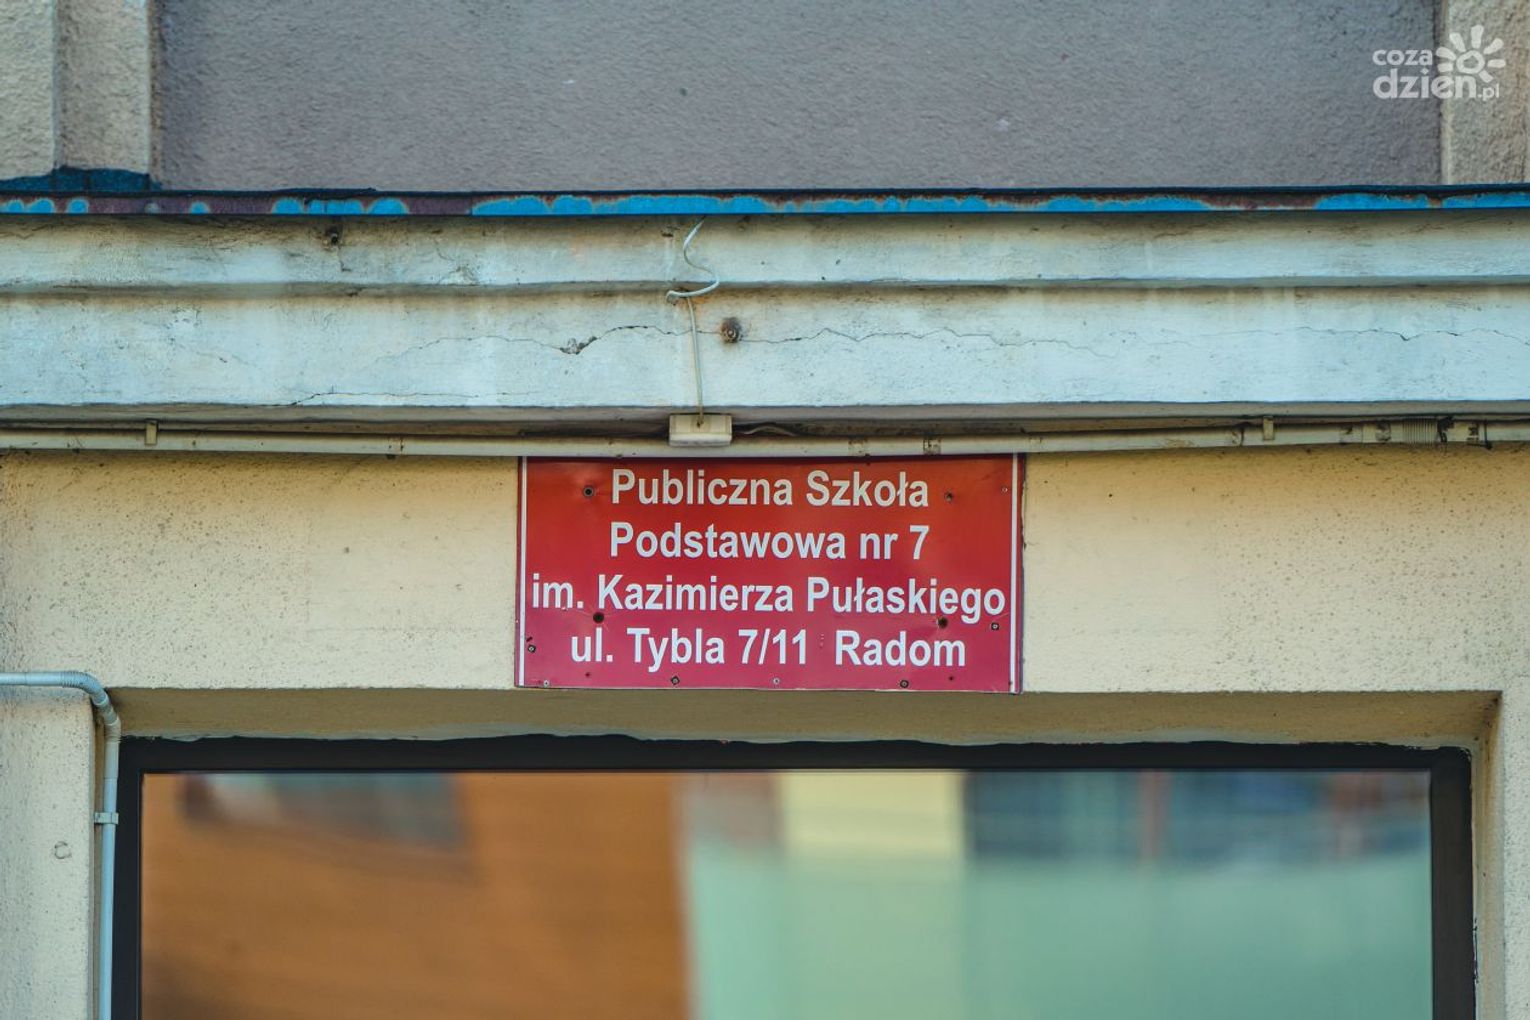 coza
dzien.pl
Publiczna Szkoła
Podstawowa nr 7
im. Kazimierza Pułaskiego
ul. Tybla 7/11 Radom